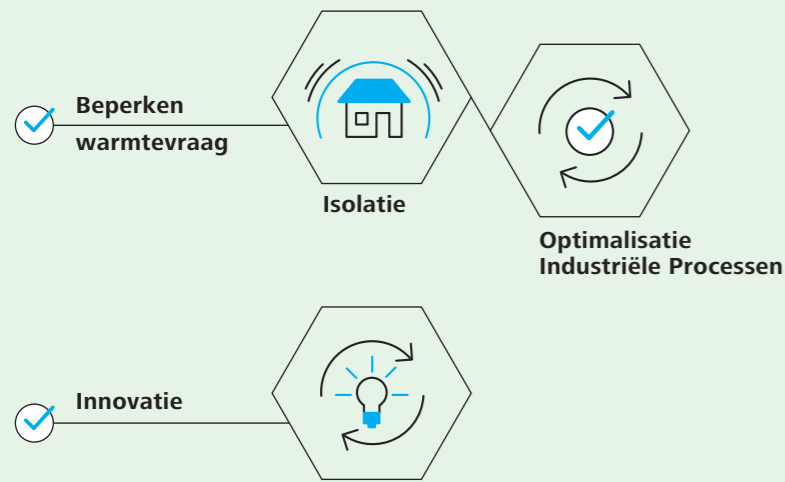 Beperken
warmtevraag
Isolatie
Optimalisatie
Industriële Processen
Innovatie